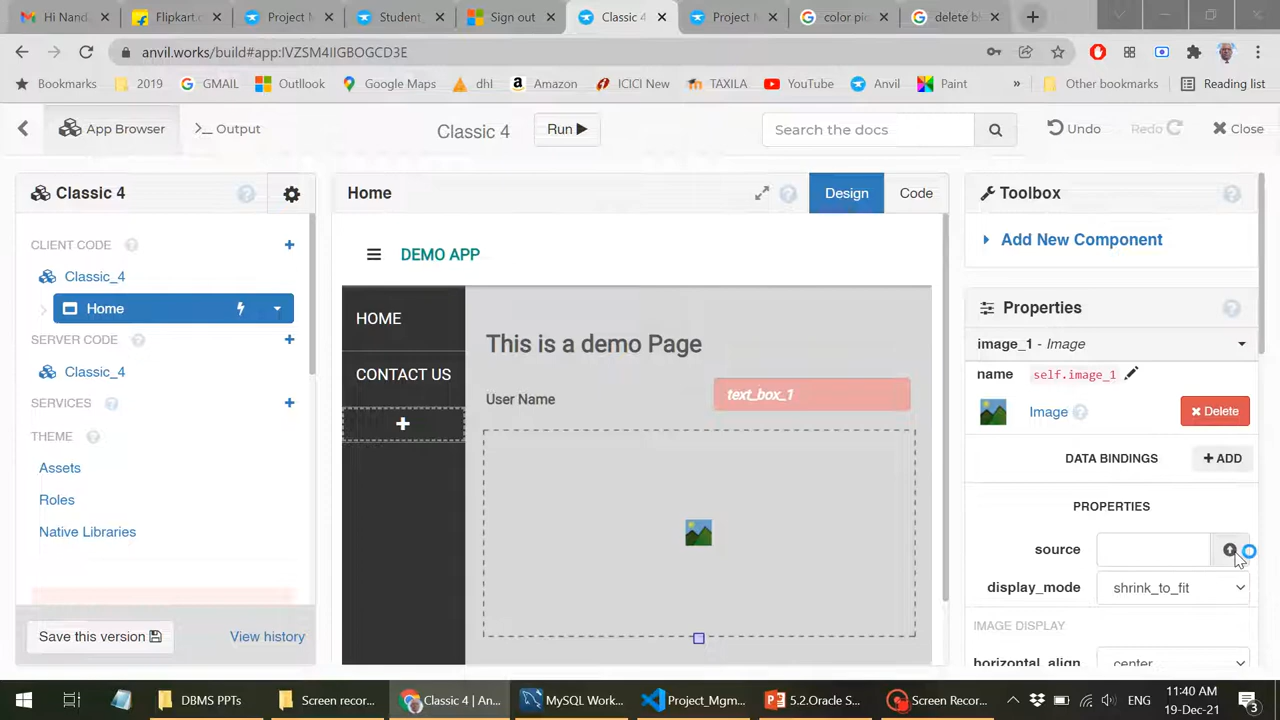 Hi Nand
Flipkart.c
Project M
Student_
Sign out
Classic 4
Project M
color pic
delete bl
anvil.works/build#app:IVZSM4IIGBOGCD3E
Bookmarks
2019
GMAIL
Outllook
Google Maps
dhl
Amazon
ICICI New
TAXILA
YouTube
Anvil
Paint
»
Other bookmarks
Reading list
App Browser
>_ Output
Classic 4
Run
Search the docs
Undo
Redo
Close
Classic 4
Home
Design
Code
Toolbox
CLIENT CODE
DEMO APP
Add New Component
Classic_4
Home
HOME
This is a demo Page
Properties
SERVER CODE
image_1 - Image
Classic_4
CONTACT US
User Name
text_box_1
name self.image_1
SERVICES
Image
Delete
THEME
DATA BINDINGS
+ ADD
Assets
Roles
PROPERTIES
Native Libraries
source
display_mode shrink_to_fit
IMAGE DISPLAY
Save this version
View history
horizontal_align center
DBMS PPTs
Screen recor...
Classic 4 | An...
MySQL Work...
Project_Mgm...
5.2.Oracle S...
Screen Recor...
ENG
11:40 AM
19-Dec-21
3